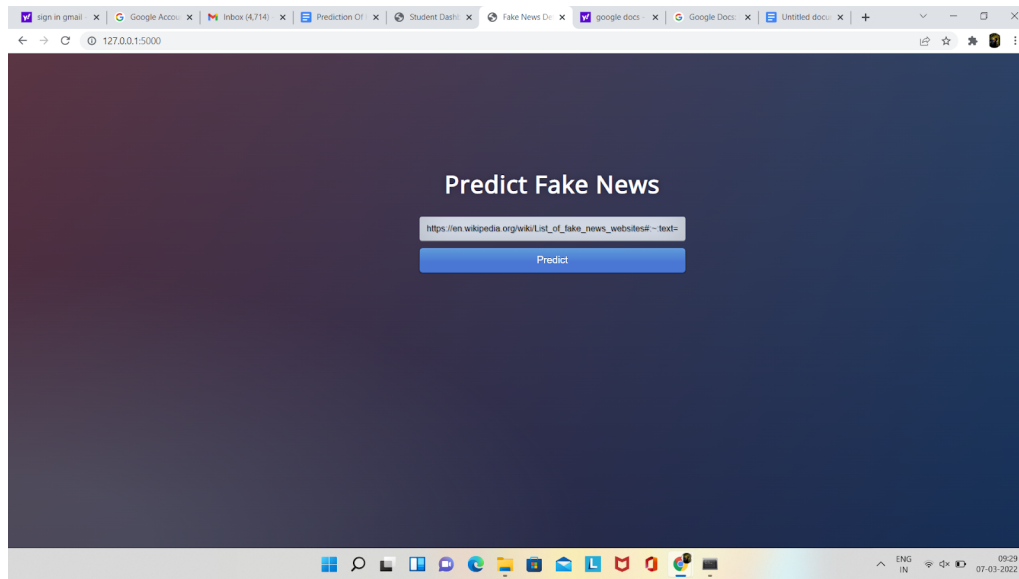 sign in gmail
Google Accou
Inbox (4,714)
Prediction Of
Student Dash
Fake News De
google docs
Google Docs:
Untitled docu
127.0.0.1:5000
Predict Fake News
https://en.wikipedia.org/wiki/List_of_fake_news_websites#:~:text=
Predict
ENG
IN
09:29
07-03-2022